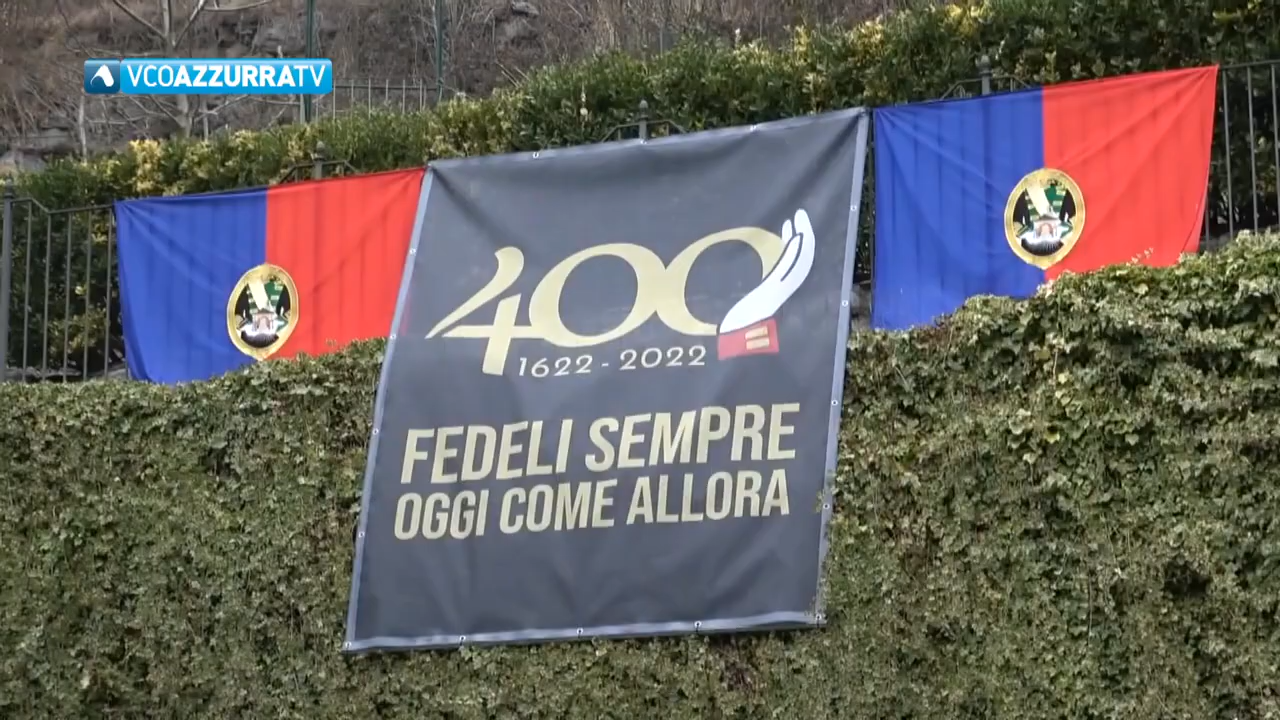 VCOAZZURRATV
400
1622 - 2022
FEDELI SEMPRE
OGGI COME ALLORA